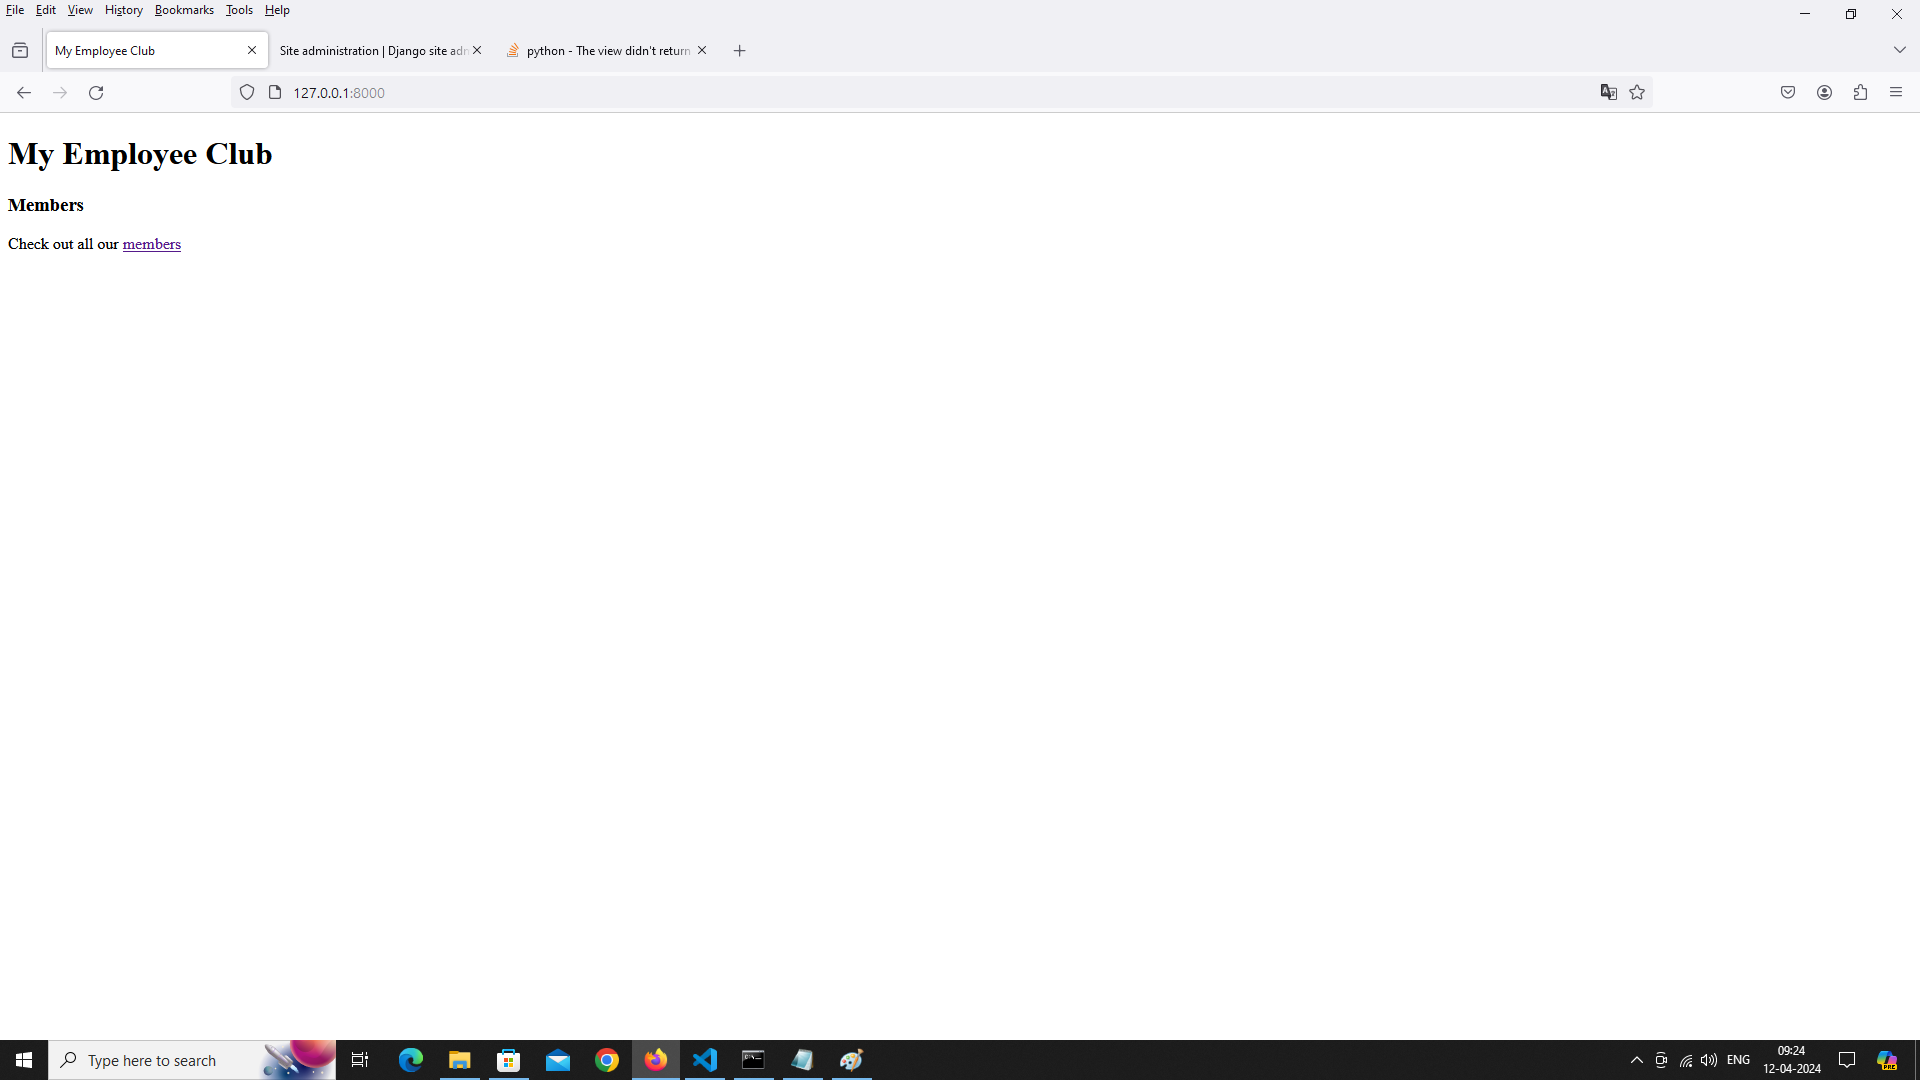 File Edit View History Bookmarks Tools Help
My Employee Club
Site administration | Django site adn
python - The view didn't return
127.0.0.1:8000
My Employee Club
Members
Check out all our members
Type here to search
ENG
09:24
12-04-2024
PRE